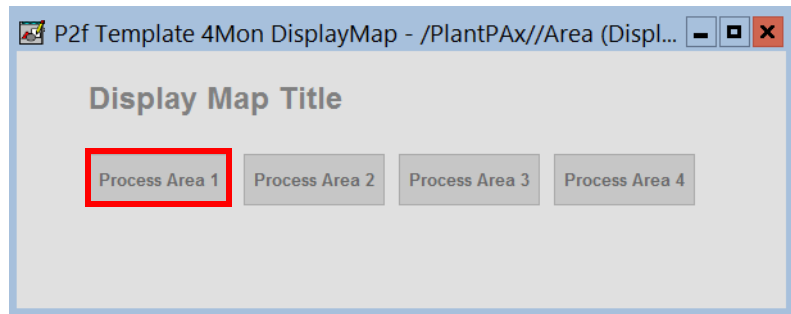 P2f Template 4Mon DisplayMap - /PlantPAx//Area (Displ...
Display Map Title
Process Area 1 Process Area 2 Process Area 3 Process Area 4